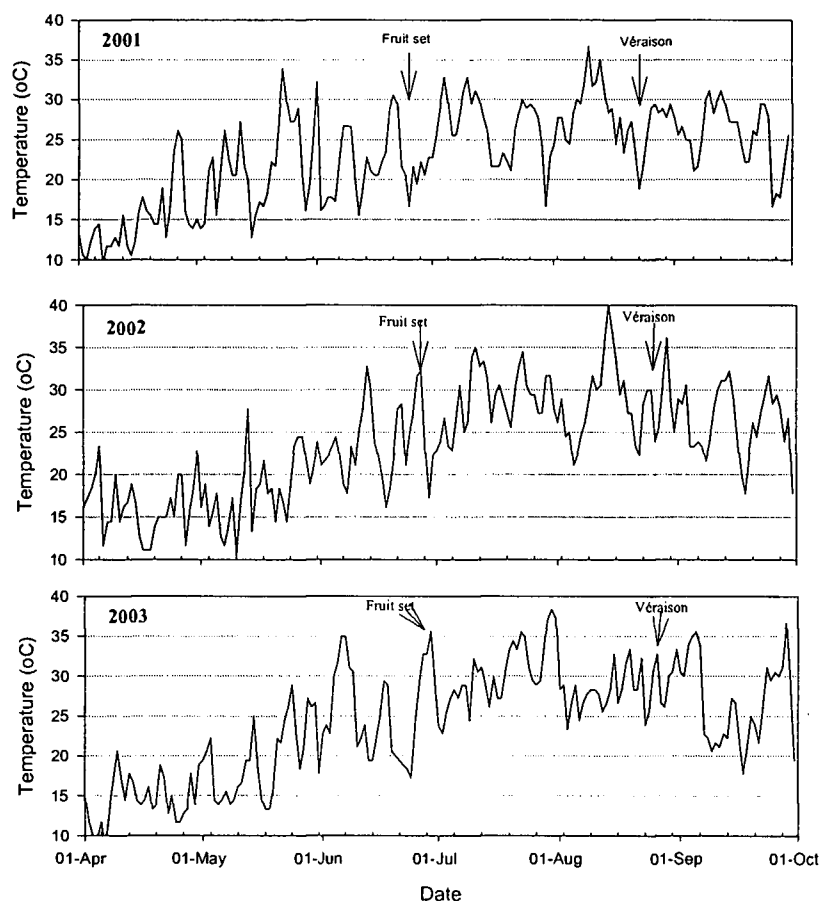 2001
Fruit set
Véraison
Temperature (oC)
40
35
30
25
20
15
10
2002
Fruit set
Véraison
Temperature (oC)
40
35
30
25
20
15
10
2003
Fruit set
Véraison
Temperature (oC)
40
35
30
25
20
15
10
01-Apr 01-May 01-Jun 01-Jul 01-Aug 01-Sep 01-Oct
Date